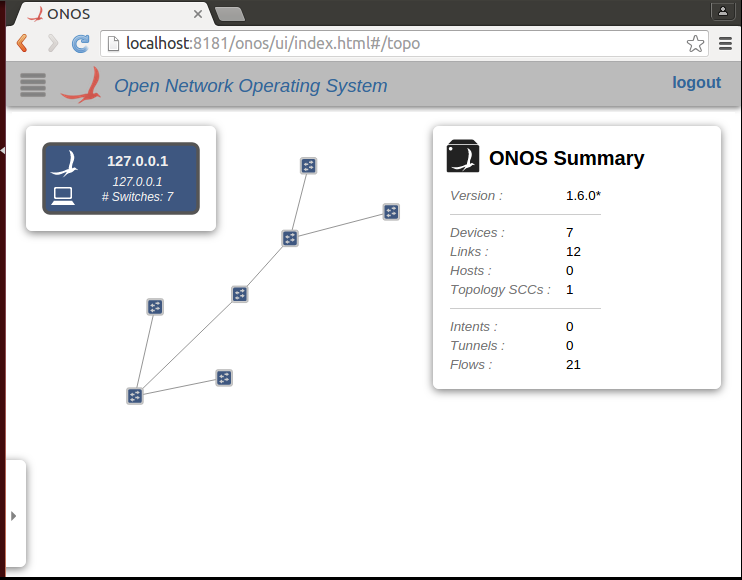 ONOS
localhost:8181/onos/ui/index.html#/topo
Open Network Operating System
logout
127.0.0.1
127.0.0.1
# Switches: 7
ONOS Summary
Version : 1.6.0*
Devices : 7
Links : 12
Hosts : 0
Topology SCCs : 1
Intents : 0
Tunnels : 0
Flows : 21